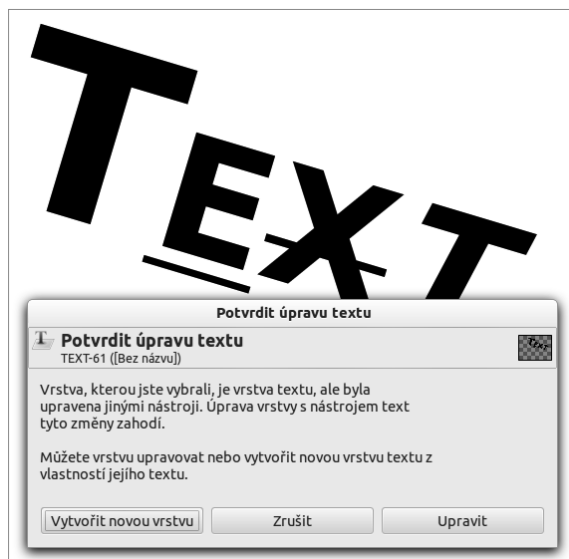 TEXT
Potvrdit úpravu textu
Potvrdit úpravu textu
TEXT-61 ([Bez názvu])
Vrstva, kterou jste vybrali, je vrstva textu, ale byla
upravena jinými nástroji. Úprava vrstvy s nástrojem text
tyto změny zahodí.
Můžete vrstvu upravovat nebo vytvořit novou vrstvu textu z
vlastností jejího textu.
Vytvořit novou vrstvu Zrušit Upravit